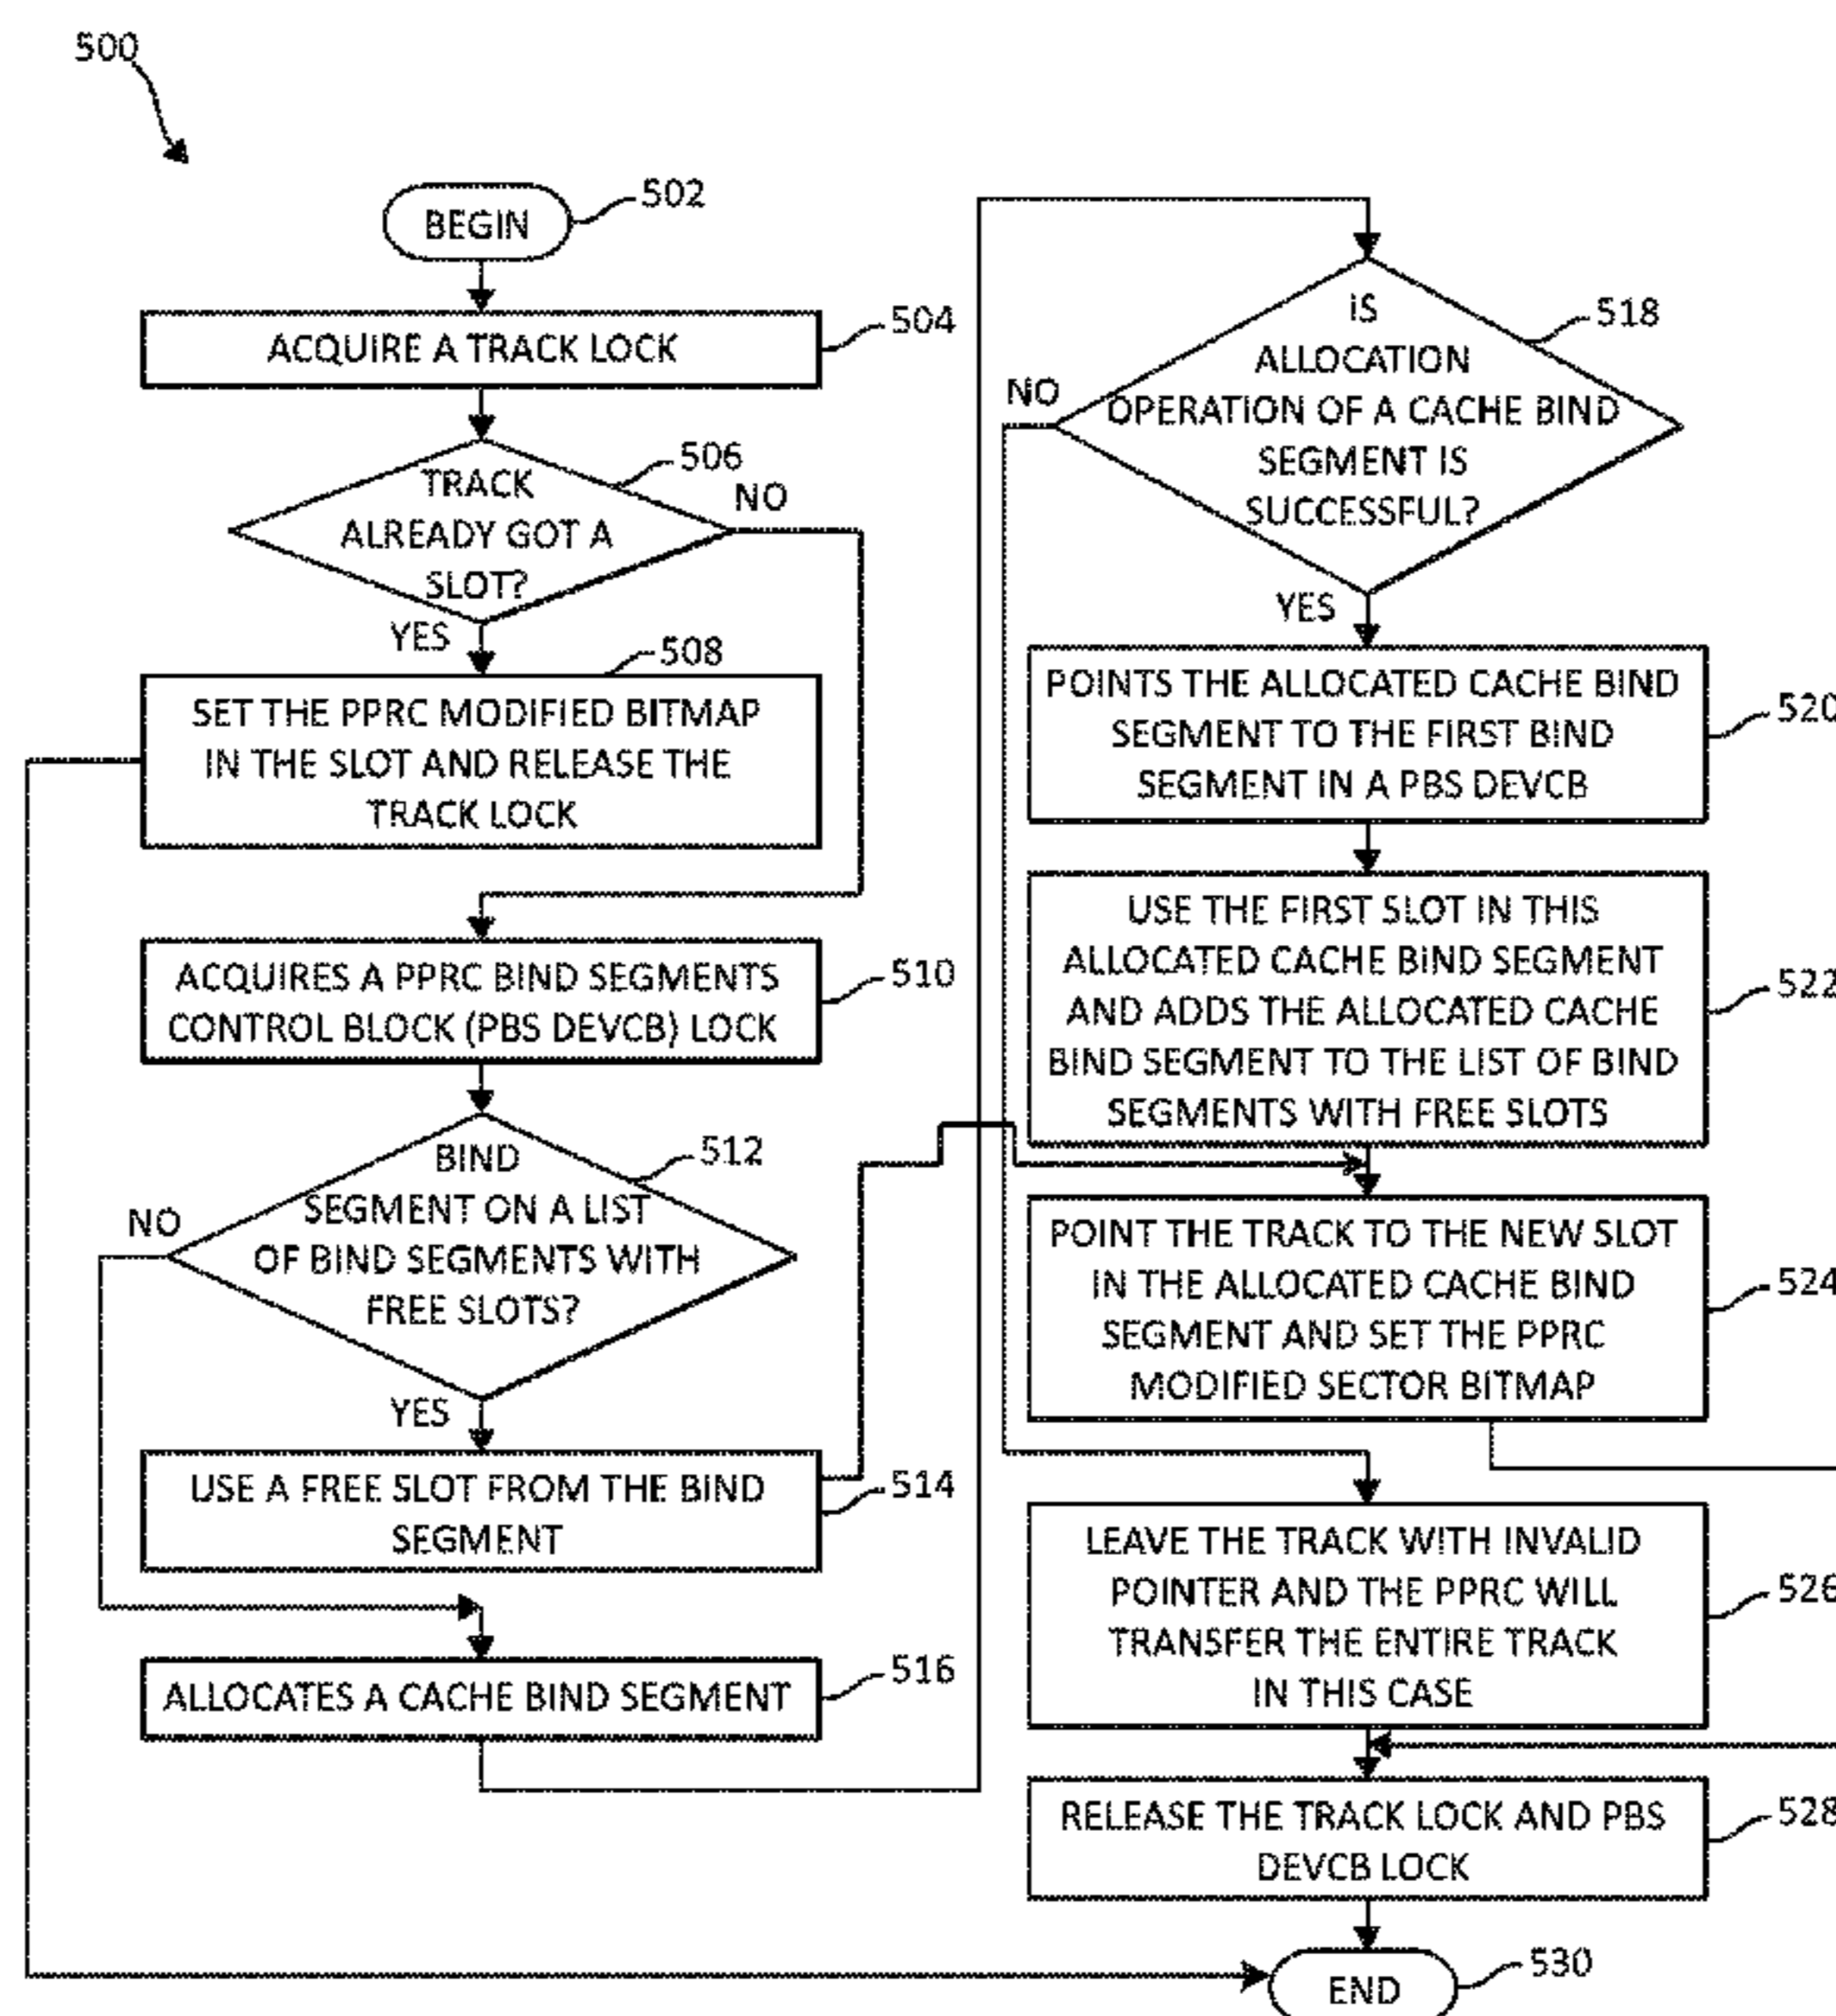 500
BEGIN
502
ACQUIRE A TRACK LOCK
504
TRACK
ALREADY GOT A
SLOT?
506
NO
YES
SET THE PPRC MODIFIED BITMAP
IN THE SLOT AND RELEASE THE
TRACK LOCK
508
ACQUIRES A PPRC BIND SEGMENTS
CONTROL BLOCK (PBS DEVCB) LOCK
510
BIND
SEGMENT ON A LIST
OF BIND SEGMENTS WITH
FREE SLOTS?
512
NO
YES
USE A FREE SLOT FROM THE BIND
SEGMENT
514
ALLOCATES A CACHE BIND SEGMENT
516
IS
ALLOCATION
OPERATION OF A CACHE BIND
SEGMENT IS
SUCCESSFUL?
518
NO
YES
POINTS THE ALLOCATED CACHE BIND
SEGMENT TO THE FIRST BIND
SEGMENT IN A PBS DEVCB
520
USE THE FIRST SLOT IN THIS
ALLOCATED CACHE BIND SEGMENT
AND ADDS THE ALLOCATED CACHE
BIND SEGMENT TO THE LIST OF BIND
SEGMENTS WITH FREE SLOTS
522
POINT THE TRACK TO THE NEW SLOT
IN THE ALLOCATED CACHE BIND
SEGMENT AND SET THE PPRC
MODIFIED SECTOR BITMAP
524
LEAVE THE TRACK WITH INVALID
POINTER AND THE PPRC WILL
TRANSFER THE ENTIRE TRACK
IN THIS CASE
526
RELEASE THE TRACK LOCK AND PBS
DEVCB LOCK
528
END
530